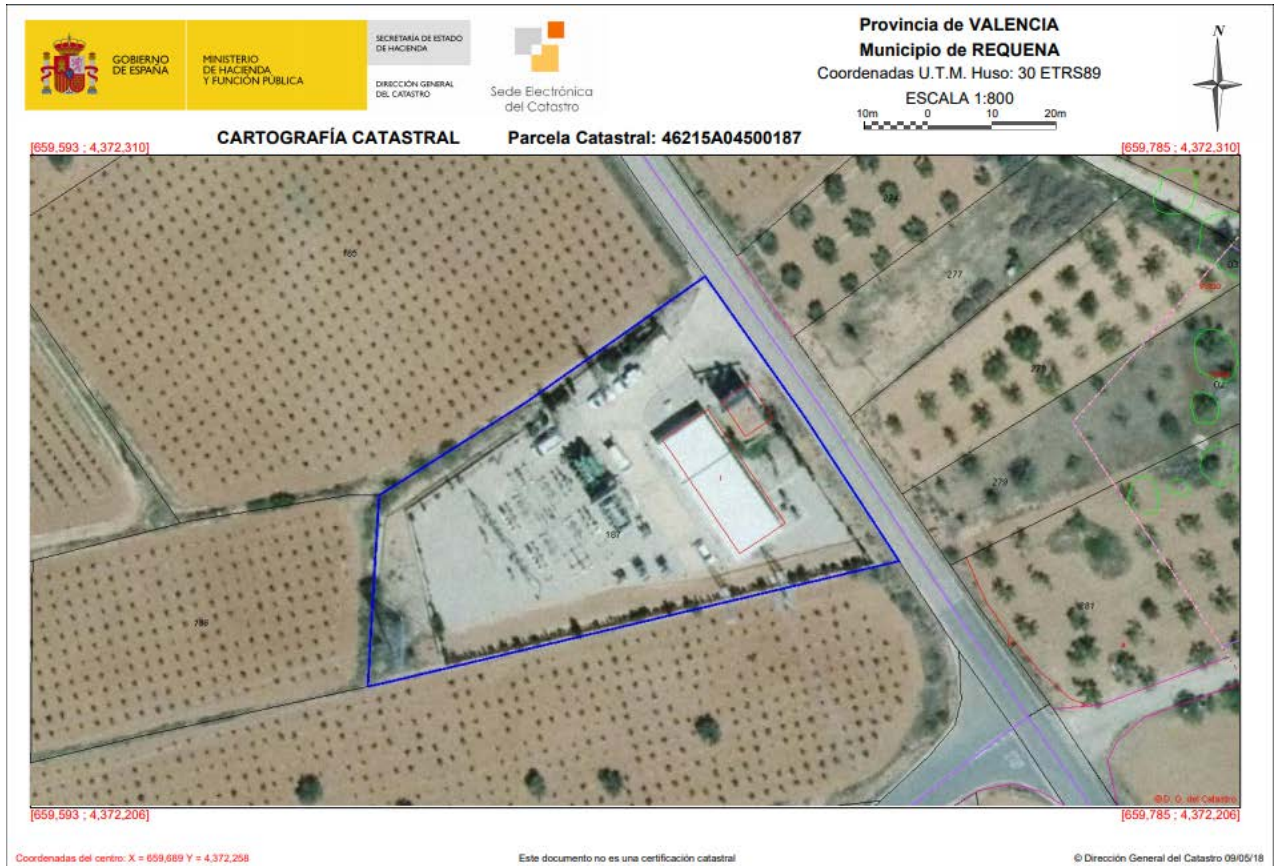 GOBIERNO
DE ESPAÑA
MINISTERIO
DE HACIENDA
Y FUNCIÓN PÚBLICA
SECRETARÍA DE ESTADO
DE HACIENDA
DIRECCIÓN GENERAL
DEL CATASTRO
Sede Electrónica
del Catastro
Provincia de VALENCIA
Municipio de REQUENA
Coordenadas U.T.M. Huso: 30 ETRS89
ESCALA 1:800
10m 0 10 20m
N
CARTOGRAFÍA CATASTRAL Parcela Catastral: 46215A04500187
[659,593 ; 4,372,310] [659,785 ; 4,372,310]
185
277
279
187
281
I
© D. G. del Catastro
[659,593 ; 4,372,206] [659,785 ; 4,372,206]
Coordenadas del centro: X = 659,689 Y = 4,372,258 Este documento no es una certificación catastral © Dirección General del Catastro 09/05/18